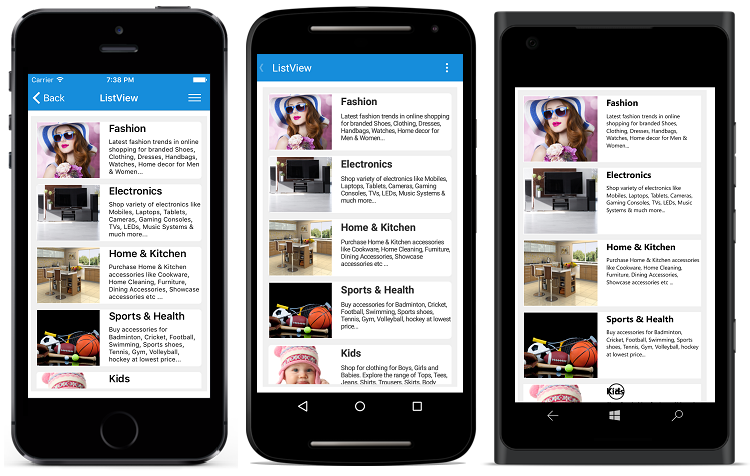 Carrier 7:38 PM
Back ListView
Fashion
Latest fashion trends in online
shopping for branded Shoes,
Clothing, Dresses, Handbags,
Watches, Home decor for Men
& Women...
Electronics
Shop variety of electronics like
Mobiles, Laptops, Tablets,
Cameras, Gaming Consoles,
TVs, LEDs, Music Systems &
much more...
Home & Kitchen
Purchase Home & Kitchen
accessories like Cookware,
Home Cleaning, Furniture,
Dining Accessories, Showcase
accessories etc ...
Sports & Health
Buy accessories for
Badminton, Cricket, Football,
Swimming, Sports shoes,
Tennis, Gym, Volleyball,
hockey at lowest price...
Kids
ListView
Fashion
Latest fashion trends in online shopping
for branded Shoes, Clothing, Dresses,
Handbags, Watches, Home decor for
Men & Women...
Electronics
Shop variety of electronics like Mobiles,
Laptops, Tablets, Cameras, Gaming
Consoles, TVs, LEDs, Music Systems &
much more...
Home & Kitchen
Purchase Home & Kitchen accessories
like Cookware, Home Cleaning, Furniture,
Dining Accessories, Showcase
accessories etc ...
Sports & Health
Buy accessories for Badminton, Cricket,
Football, Swimming, Sports shoes,
Tennis, Gym, Volleyball, hockey at lowest
price...
Kids
Shop for clothing for Boys, Girls and
Babies. Explore the range of Tops, Tees,
Jeans, Shirts, Trousers, Skirts, Body
Fashion
Latest fashion trends in online
shopping for branded Shoes,
Clothing, Dresses, Handbags,
Watches, Home decor for Men
& Women...
Electronics
Shop variety of electronics like
Mobiles, Laptops, Tablets,
Cameras, Gaming Consoles,
TVs, LEDs, Music Systems &
much more...
Home & Kitchen
Purchase Home & Kitchen
accessories like Cookware,
Home Cleaning, Furniture,
Dining Accessories, Showcase
accessories etc ...
Sports & Health
Buy accessories for Badminton,
Cricket, Football, Swimming,
Sports shoes, Tennis, Gym,
Volleyball, hockey at lowest
price...
Kids